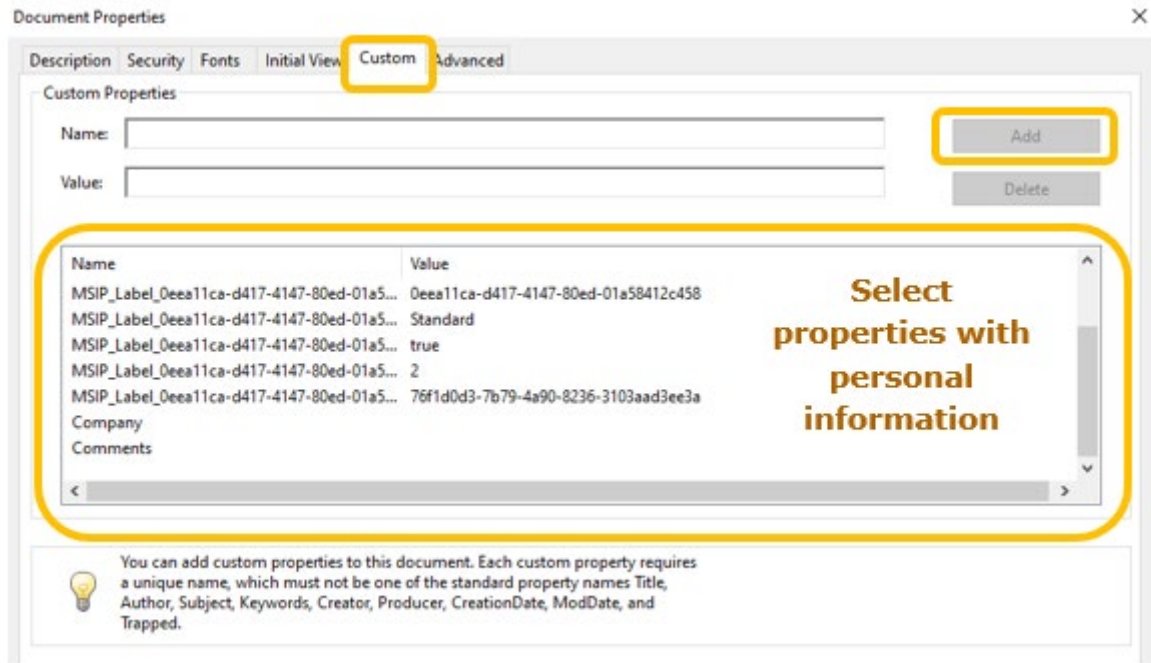 Document Properties
Description Security Fonts Initial View Custom Advanced
Custom Properties
Name:
Add
Value:
Delete
Name Value
MSIP_Label_0eea11ca-d417-4147-80ed-01a5... 0eea11ca-d417-4147-80ed-01a58412c458
MSIP_Label_0eea11ca-d417-4147-80ed-01a5... Standard
MSIP_Label_0eea11ca-d417-4147-80ed-01a5... true
MSIP_Label_0eea11ca-d417-4147-80ed-01a5... 2
MSIP_Label_0eea11ca-d417-4147-80ed-01a5... 76f1d0d3-7b79-4a90-8236-3103aad3ee3a
Company
Comments
Select
properties with
personal
information
You can add custom properties to this document. Each custom property requires
a unique name, which must not be one of the standard property names Title,
Author, Subject, Keywords, Creator, Producer, CreationDate, ModDate, and
Trapped.